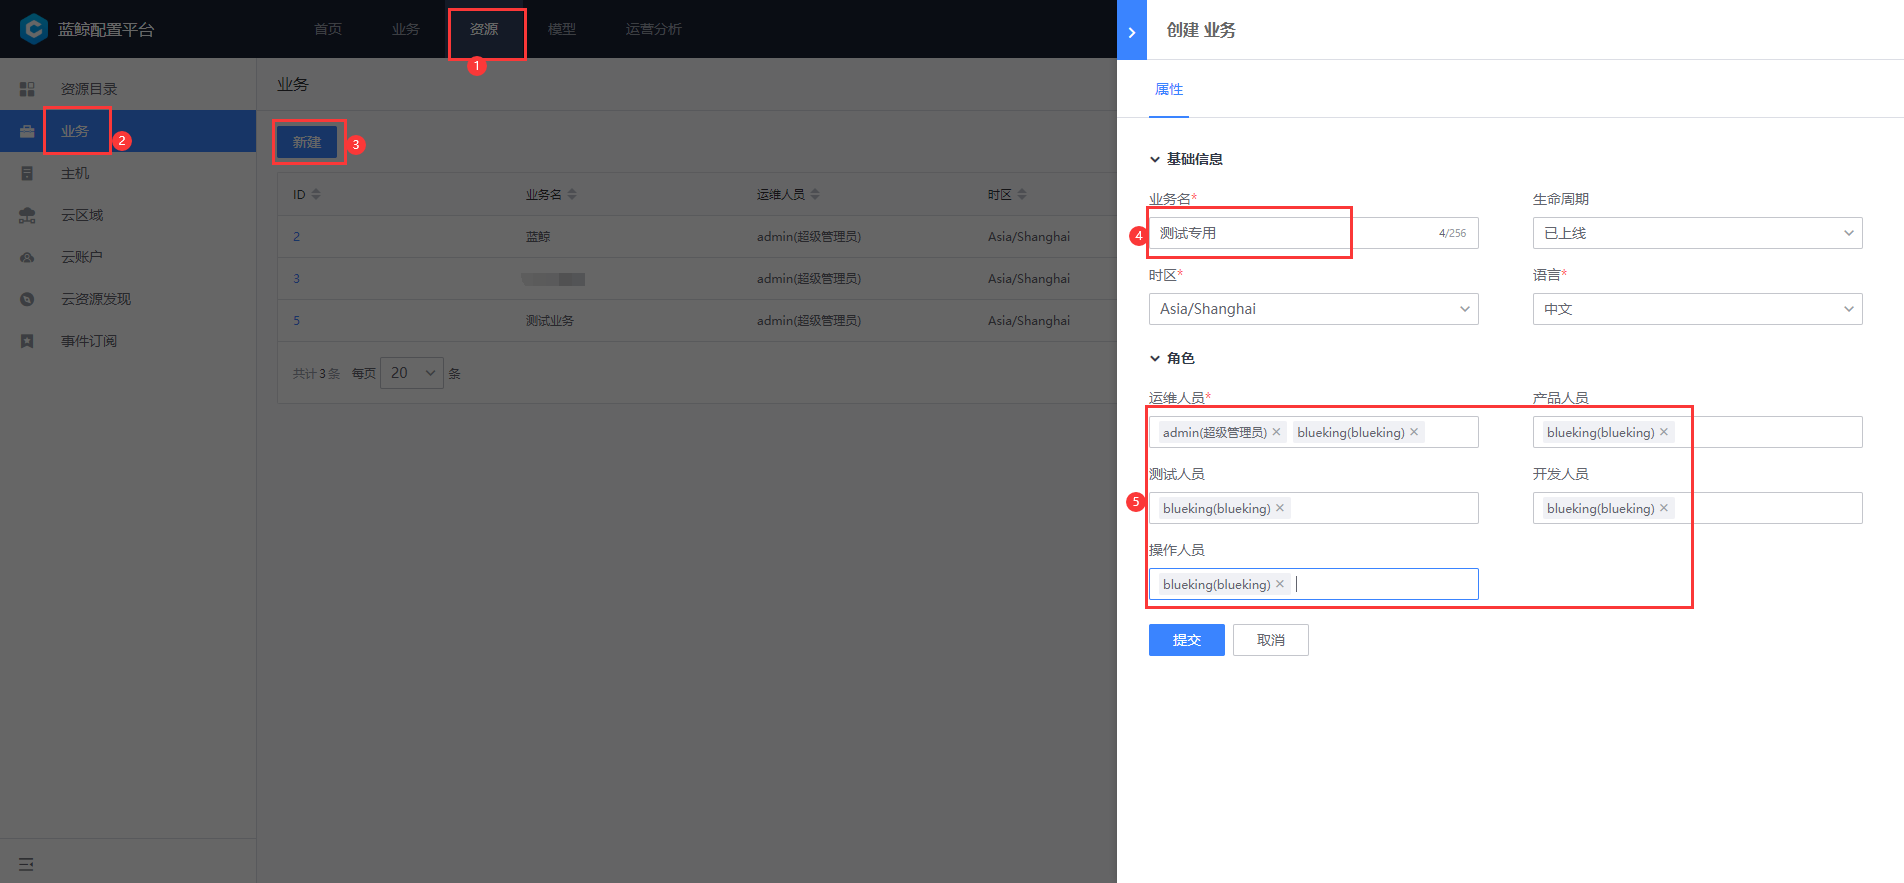 蓝鲸配置平台
首页 业务 资源 模型 运营分析
1
资源目录
业务
2
主机
云区域
云账户
云资源发现
事件订阅
业务
新建
3
ID 业务名 运维人员 时区
2 蓝鲸 admin(超级管理员) Asia/Shanghai
3 admin(超级管理员) Asia/Shanghai
5 测试业务 admin(超级管理员) Asia/Shanghai
共计 3 条 每页 20 条
创建 业务
属性
基础信息
业务名* 生命周期
4 测试专用 4/256 已上线
时区* 语言*
Asia/Shanghai 中文
角色
运维人员* 产品人员
admin(超级管理员) × blueking(blueking) × blueking(blueking) ×
测试人员 开发人员
5 blueking(blueking) × blueking(blueking) ×
操作人员
blueking(blueking) ×
提交 取消